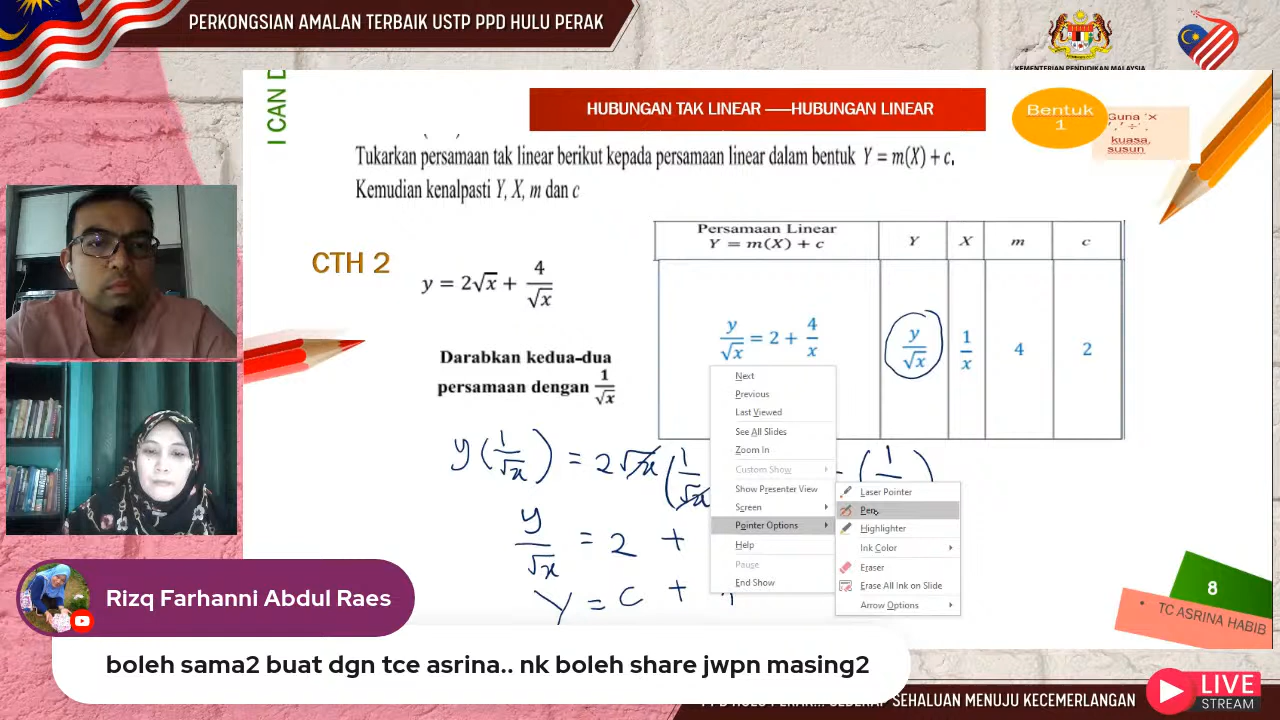 PERKONGSIAN AMALAN TERBAIK USTP PPD HULU PERAK
KEMENTERIAN PENDIDIKAN MALAYSIA
I CAN D
HUBUNGAN TAK LINEAR —–HUBUNGAN LINEAR
Bentuk 1
Guna 'x
',' ÷',
kuasa,
susun
Tukarkan persamaan tak linear berikut kepada persamaan linear dalam bentuk Y = m(X) + c.
Kemudian kenalpasti Y, X, m dan c
CTH 2
y = 2√x + 4/√x
Darabkan kedua-dua
persamaan dengan 1/√x
Persamaan Linear
Y = m(X) + c
Y X m c
y/√x = 2 + 4/x y/√x 1/x 4 2
y (1/√x) = 2√x (1/√x (1/
y/√x = 2 +
Y = c +
Next
Previous
Last Viewed
See All Slides
Zoom In
Custom Show
Show Presenter View
Screen
Pointer Options
Help
Pause
End Show
Laser Pointer
Pen
Highlighter
Ink Color
Eraser
Erase All Ink on Slide
Arrow Options
8
• TC ASRINA HABIB
Rizq Farhanni Abdul Raes
boleh sama2 buat dgn tce asrina.. nk boleh share jwpn masing2
SEHALUAN MENUJU KECEMERLANGAN
LIVE
STREAM